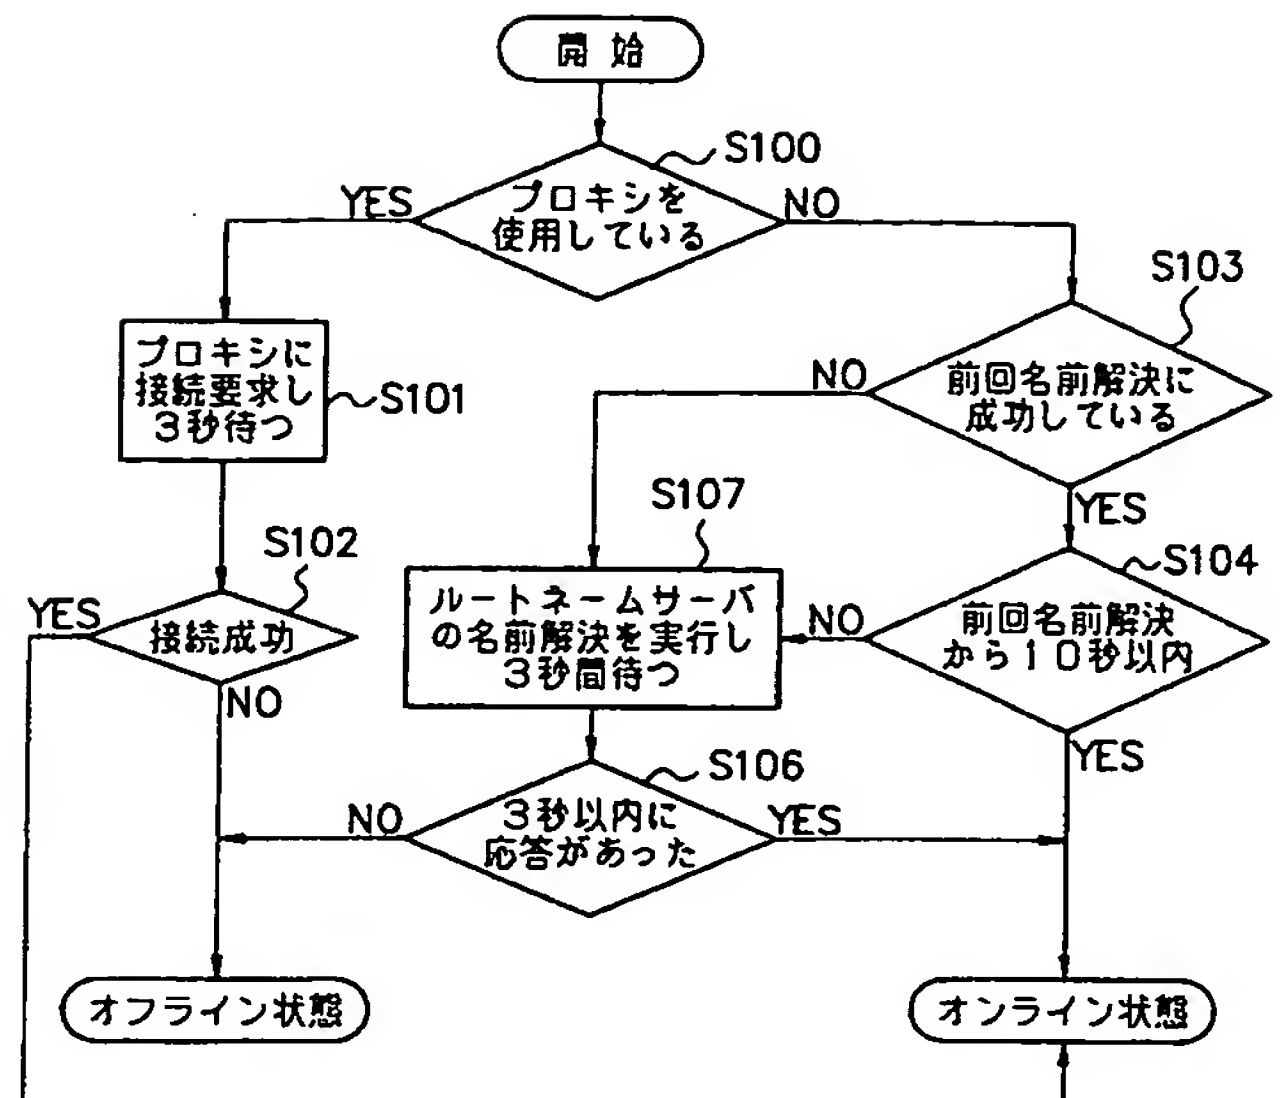 開始
S100
YES
プロキシを
使用している
NO
S103
プロキシに
接続要求し
3秒待つ
S101
NO
前回名前解決に
成功している
S107
YES
S102
S104
YES
接続成功
NO
ルートネームサーバ
の名前解決を実行し
3秒間待つ
NO
前回名前解決
から10秒以内
S106
YES
NO
3秒以内に
応答があった
YES
オフライン状態
オンライン状態